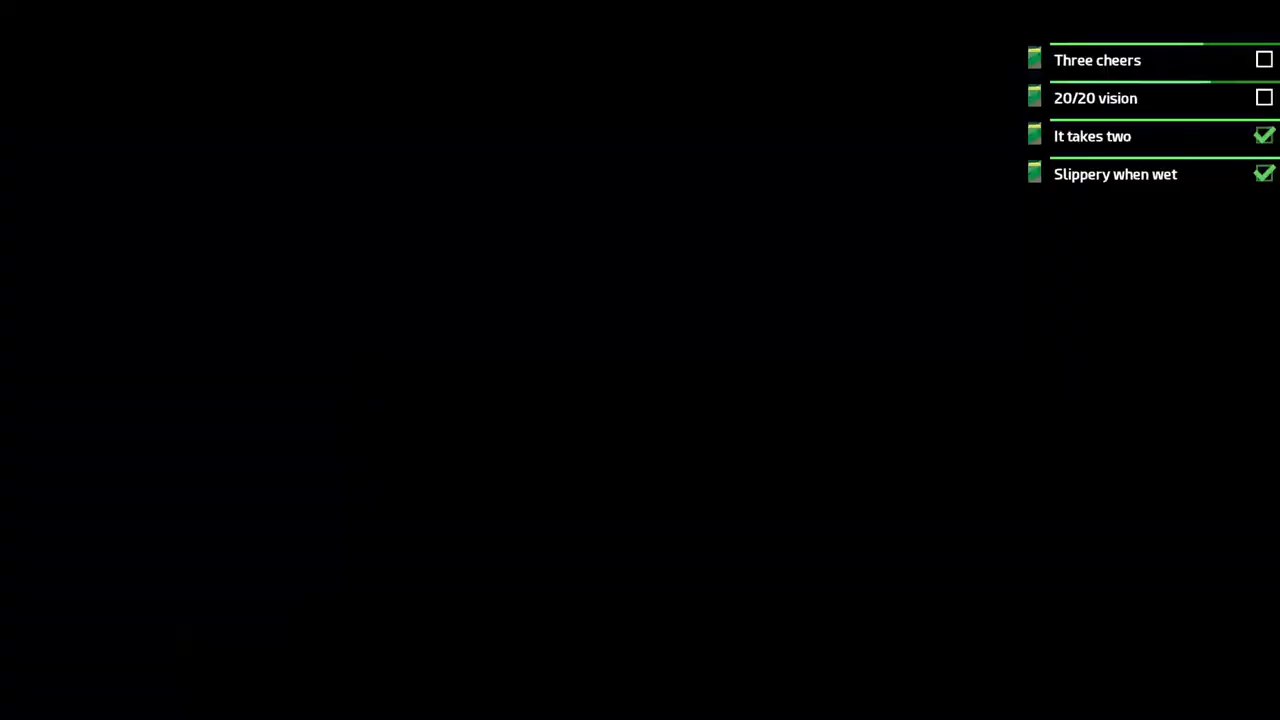 Three cheers
20/20 vision
It takes two
Slippery when wet